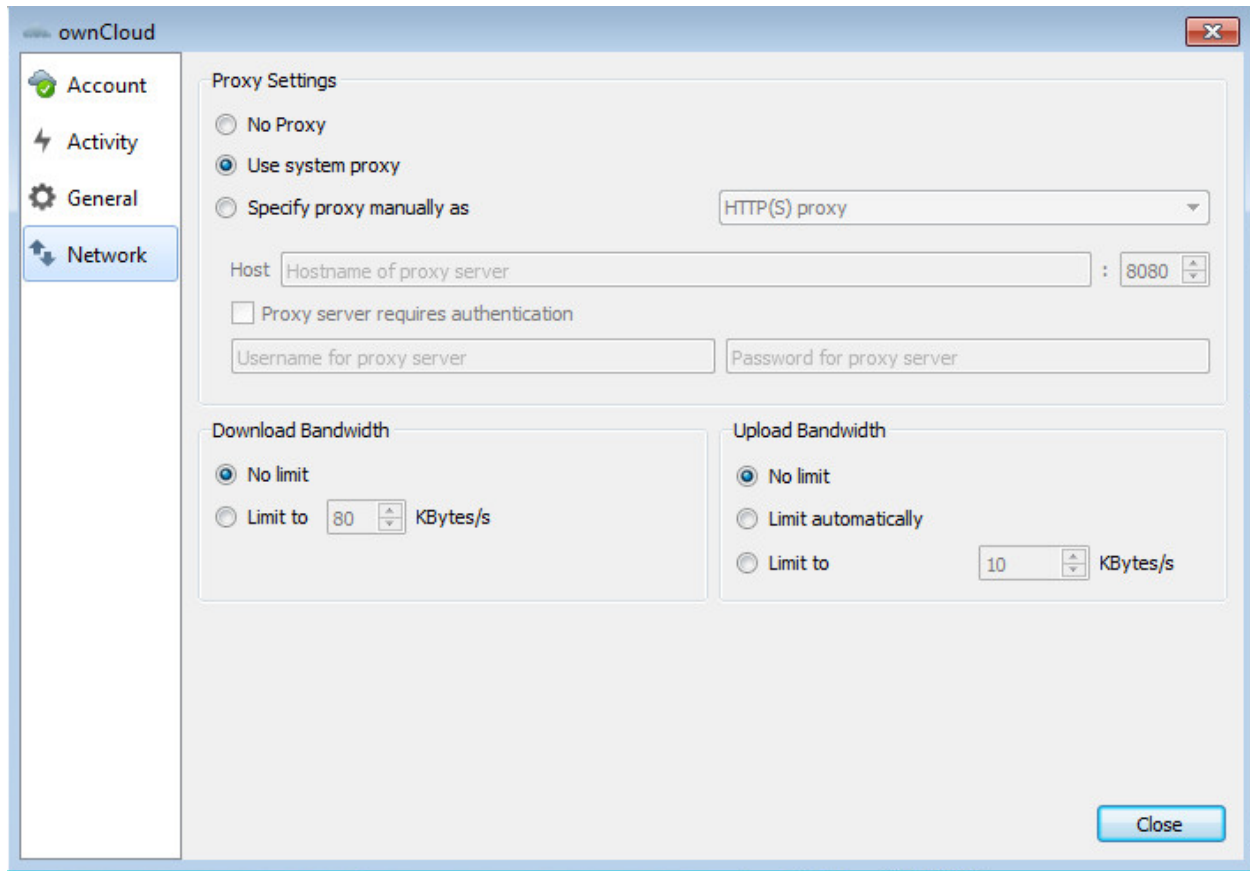 ownCloud
Account
Activity
General
Network
Proxy Settings
No Proxy
Use system proxy
Specify proxy manually as
HTTP(S) proxy
Host Hostname of proxy server : 8080
Proxy server requires authentication
Username for proxy server
Password for proxy server
Download Bandwidth
No limit
Limit to 80 KBytes/s
Upload Bandwidth
No limit
Limit automatically
Limit to 10 KBytes/s
Close